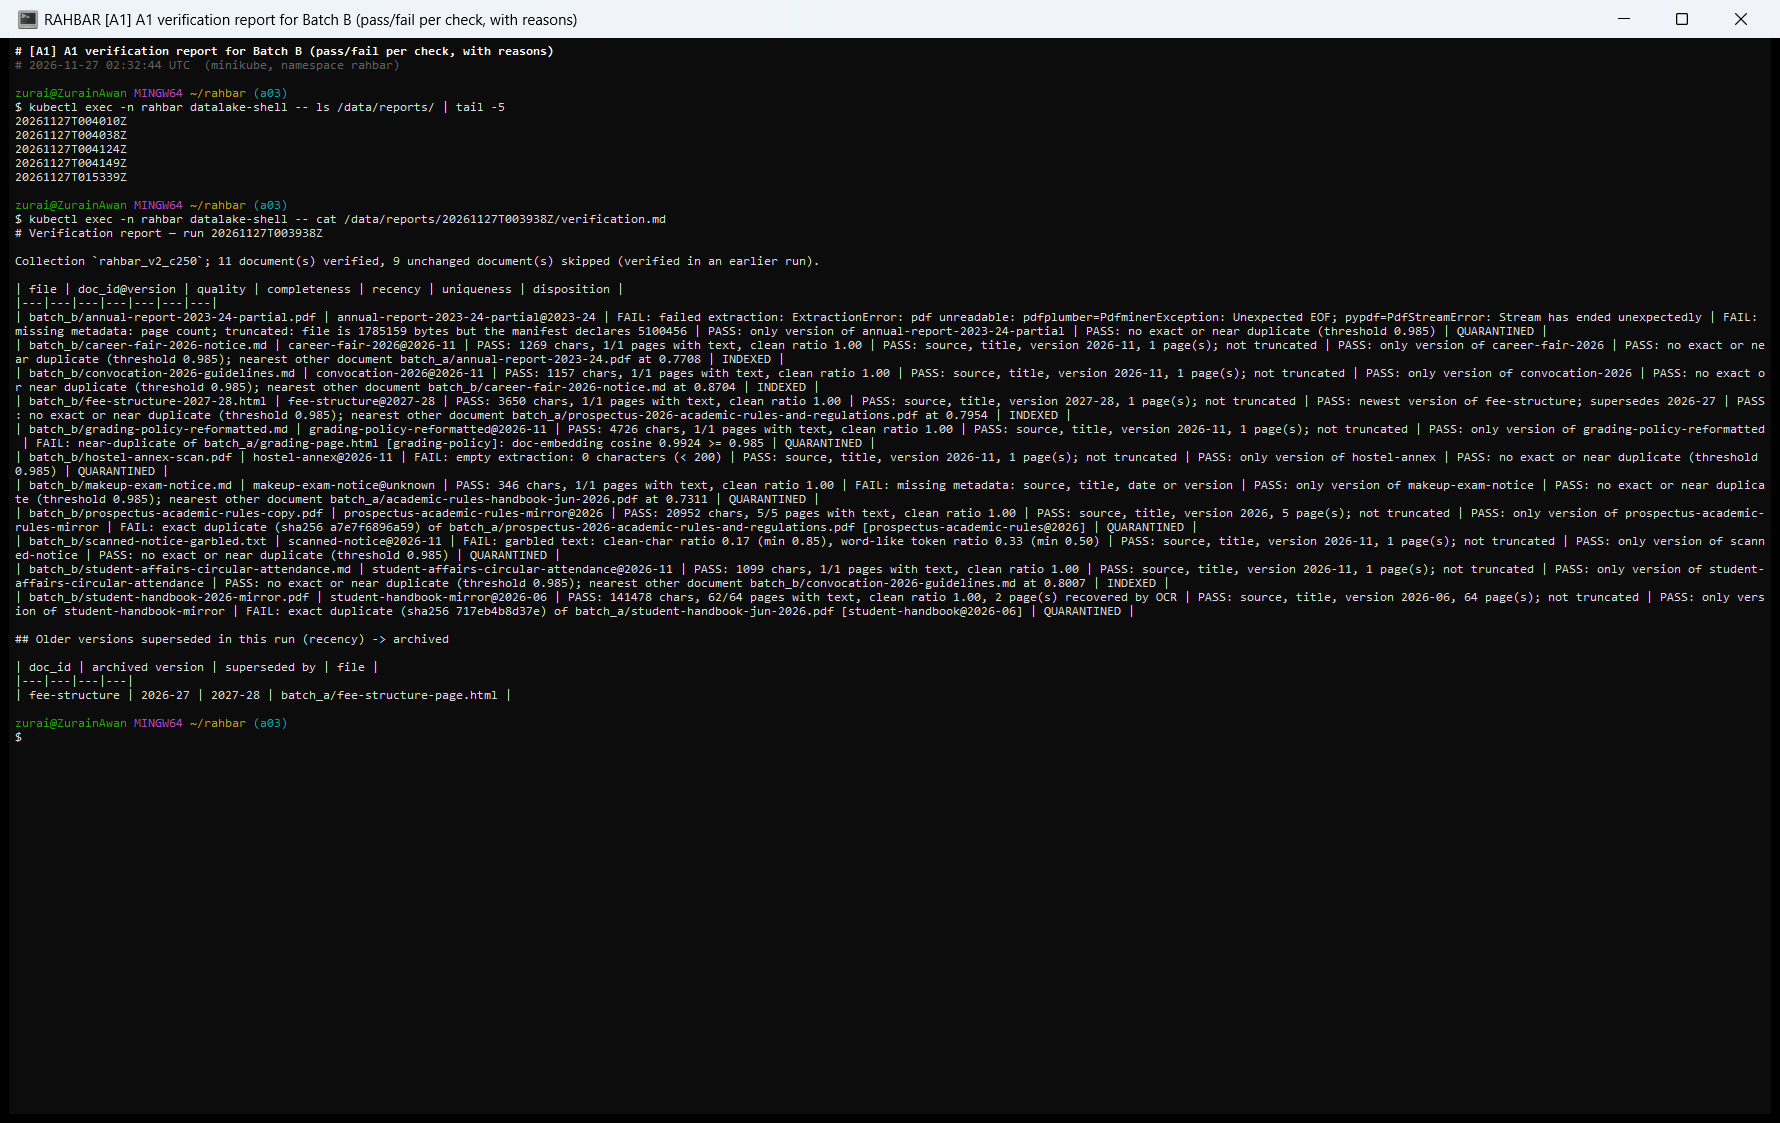 RAHBAR [A1] A1 verification report for Batch B (pass/fail per check, with reasons)
# [A1] A1 verification report for Batch B (pass/fail per check, with reasons)
# 2026-11-27 02:32:44 UTC  (minikube, namespace rahbar)
zurai@ZurainAwan MINGW64 ~/rahbar (a03)
$ kubectl exec -n rahbar datalake-shell -- ls /data/reports/ | tail -5
20261127T004010Z
20261127T004038Z
20261127T004124Z
20261127T004149Z
20261127T015339Z
zurai@ZurainAwan MINGW64 ~/rahbar (a03)
$ kubectl exec -n rahbar datalake-shell -- cat /data/reports/20261127T003938Z/verification.md
# Verification report — run 20261127T003938Z
Collection `rahbar_v2_c250`; 11 document(s) verified, 9 unchanged document(s) skipped (verified in an earlier run).
| file | doc_id@version | quality | completeness | recency | uniqueness | disposition |
|---|---|---|---|---|---|---|
| batch_b/annual-report-2023-24-partial.pdf | annual-report-2023-24-partial@2023-24 | FAIL: failed extraction: ExtractionError: pdf unreadable: pdfplumber=PdfminerException: Unexpected EOF; pypdf=PdfStreamError: Stream has ended unexpectedly | FAIL:
missing metadata: page count; truncated: file is 1785159 bytes but the manifest declares 5100456 | PASS: only version of annual-report-2023-24-partial | PASS: no exact or near duplicate (threshold 0.985) | QUARANTINED |
| batch_b/career-fair-2026-notice.md | career-fair-2026@2026-11 | PASS: 1269 chars, 1/1 pages with text, clean ratio 1.00 | PASS: source, title, version 2026-11, 1 page(s); not truncated | PASS: only version of career-fair-2026 | PASS: no exact or ne
ar duplicate (threshold 0.985); nearest other document batch_a/annual-report-2023-24.pdf at 0.7708 | INDEXED |
| batch_b/convocation-2026-guidelines.md | convocation-2026@2026-11 | PASS: 1157 chars, 1/1 pages with text, clean ratio 1.00 | PASS: source, title, version 2026-11, 1 page(s); not truncated | PASS: only version of convocation-2026 | PASS: no exact o
r near duplicate (threshold 0.985); nearest other document batch_b/career-fair-2026-notice.md at 0.8704 | INDEXED |
| batch_b/fee-structure-2027-28.html | fee-structure@2027-28 | PASS: 3650 chars, 1/1 pages with text, clean ratio 1.00 | PASS: source, title, version 2027-28, 1 page(s); not truncated | PASS: newest version of fee-structure; supersedes 2026-27 | PASS
: no exact or near duplicate (threshold 0.985); nearest other document batch_a/prospectus-2026-academic-rules-and-regulations.pdf at 0.7954 | INDEXED |
| batch_b/grading-policy-reformatted.md | grading-policy-reformatted@2026-11 | PASS: 4726 chars, 1/1 pages with text, clean ratio 1.00 | PASS: source, title, version 2026-11, 1 page(s); not truncated | PASS: only version of grading-policy-reformatted
| FAIL: near-duplicate of batch_a/grading-page.html [grading-policy]: doc-embedding cosine 0.9924 >= 0.985 | QUARANTINED |
| batch_b/hostel-annex-scan.pdf | hostel-annex@2026-11 | FAIL: empty extraction: 0 characters (< 200) | PASS: source, title, version 2026-11, 1 page(s); not truncated | PASS: only version of hostel-annex | PASS: no exact or near duplicate (threshold
0.985) | QUARANTINED |
| batch_b/makeup-exam-notice.md | makeup-exam-notice@unknown | PASS: 346 chars, 1/1 pages with text, clean ratio 1.00 | FAIL: missing metadata: source, title, date or version | PASS: only version of makeup-exam-notice | PASS: no exact or near duplica
te (threshold 0.985); nearest other document batch_a/academic-rules-handbook-jun-2026.pdf at 0.7311 | QUARANTINED |
| batch_b/prospectus-academic-rules-copy.pdf | prospectus-academic-rules-mirror@2026 | PASS: 20952 chars, 5/5 pages with text, clean ratio 1.00 | PASS: source, title, version 2026, 5 page(s); not truncated | PASS: only version of prospectus-academic-
rules-mirror | FAIL: exact duplicate (sha256 a7e7f6896a59) of batch_a/prospectus-2026-academic-rules-and-regulations.pdf [prospectus-academic-rules@2026] | QUARANTINED |
| batch_b/scanned-notice-garbled.txt | scanned-notice@2026-11 | FAIL: garbled text: clean-char ratio 0.17 (min 0.85), word-like token ratio 0.33 (min 0.50) | PASS: source, title, version 2026-11, 1 page(s); not truncated | PASS: only version of scann
ed-notice | PASS: no exact or near duplicate (threshold 0.985) | QUARANTINED |
| batch_b/student-affairs-circular-attendance.md | student-affairs-circular-attendance@2026-11 | PASS: 1099 chars, 1/1 pages with text, clean ratio 1.00 | PASS: source, title, version 2026-11, 1 page(s); not truncated | PASS: only version of student-
affairs-circular-attendance | PASS: no exact or near duplicate (threshold 0.985); nearest other document batch_b/convocation-2026-guidelines.md at 0.8007 | INDEXED |
| batch_b/student-handbook-2026-mirror.pdf | student-handbook-mirror@2026-06 | PASS: 141478 chars, 62/64 pages with text, clean ratio 1.00, 2 page(s) recovered by OCR | PASS: source, title, version 2026-06, 64 page(s); not truncated | PASS: only vers
ion of student-handbook-mirror | FAIL: exact duplicate (sha256 717eb4b8d37e) of batch_a/student-handbook-jun-2026.pdf [student-handbook@2026-06] | QUARANTINED |
## Older versions superseded in this run (recency) -> archived
| doc_id | archived version | superseded by | file |
|---|---|---|---|
| fee-structure | 2026-27 | 2027-28 | batch_a/fee-structure-page.html |
zurai@ZurainAwan MINGW64 ~/rahbar (a03)
$